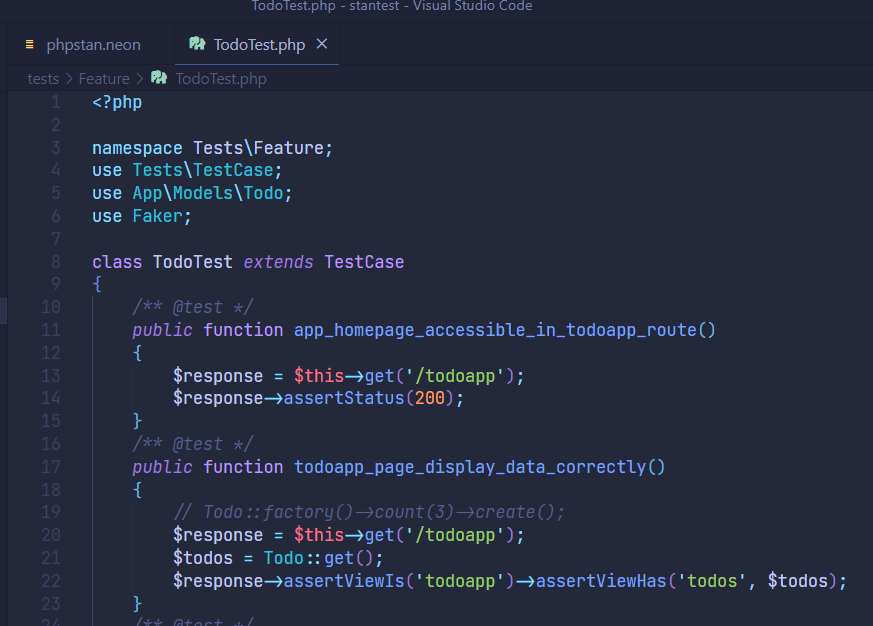 TodoTest.php - stantest - Visual Studio Code
phpstan.neon TodoTest.php ×
tests > Feature > TodoTest.php
1 <?php
2
3 namespace Tests\Feature;
4 use Tests\TestCase;
5 use App\Models\Todo;
6 use Faker;
7
8 class TodoTest extends TestCase
9 {
10 /** @test */
11 public function app_homepage_accessible_in_todoapp_route()
12 {
13 $response = $this->get('/todoapp');
14 $response->assertStatus(200);
15 }
16 /** @test */
17 public function todoapp_page_display_data_correctly()
18 {
19 // Todo::factory()->count(3)->create();
20 $response = $this->get('/todoapp');
21 $todos = Todo::get();
22 $response->assertViewIs('todoapp')->assertViewHas('todos', $todos);
23 }
24 /** @test */